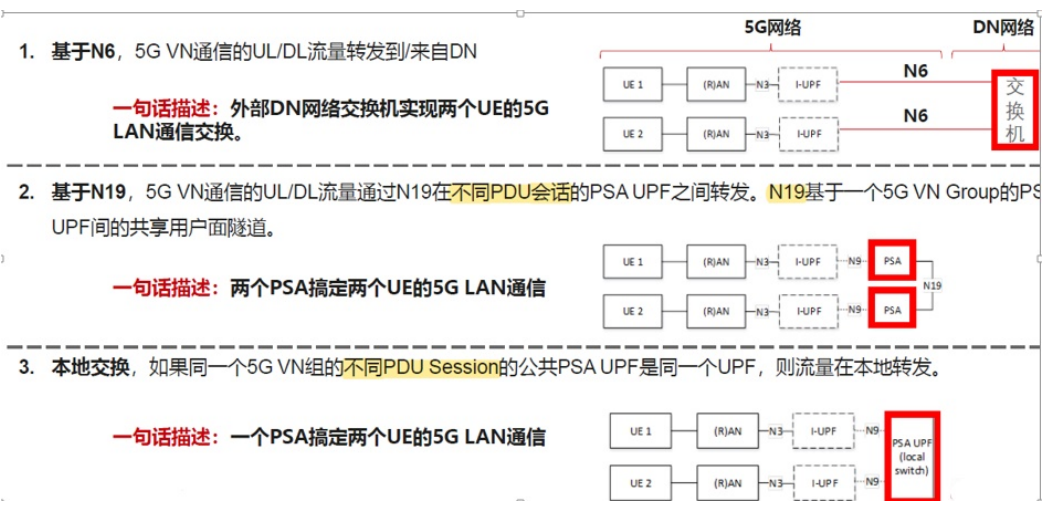 5G网络
DN网络
1. 基于N6，5G VN通信的UL/DL流量转发到/来自DN
一句话描述：外部DN网络交换机实现两个UE的5G
LAN通信交换。
UE 1
(R)AN
N3
I-UPF
N6
交换机
UE 2
(R)AN
N3
I-UPF
N6
2. 基于N19，5G VN通信的UL/DL流量通过N19在不同PDU会话的PSA UPF之间转发。N19基于一个5G VN Group的PS
UPF间的共享用户面隧道。
一句话描述：两个PSA搞定两个UE的5G LAN通信
UE 1
(R)AN
N3
I-UPF
N9
PSA
N19
UE 2
(R)AN
N3
I-UPF
N9
PSA
3. 本地交换，如果同一个5G VN组的不同PDU Session的公共PSA UPF是同一个UPF，则流量在本地转发。
一句话描述：一个PSA搞定两个UE的5G LAN通信
UE 1
(R)AN
N3
I-UPF
N9
PSA UPF
(local
switch)
UE 2
(R)AN
N3
I-UPF
N9